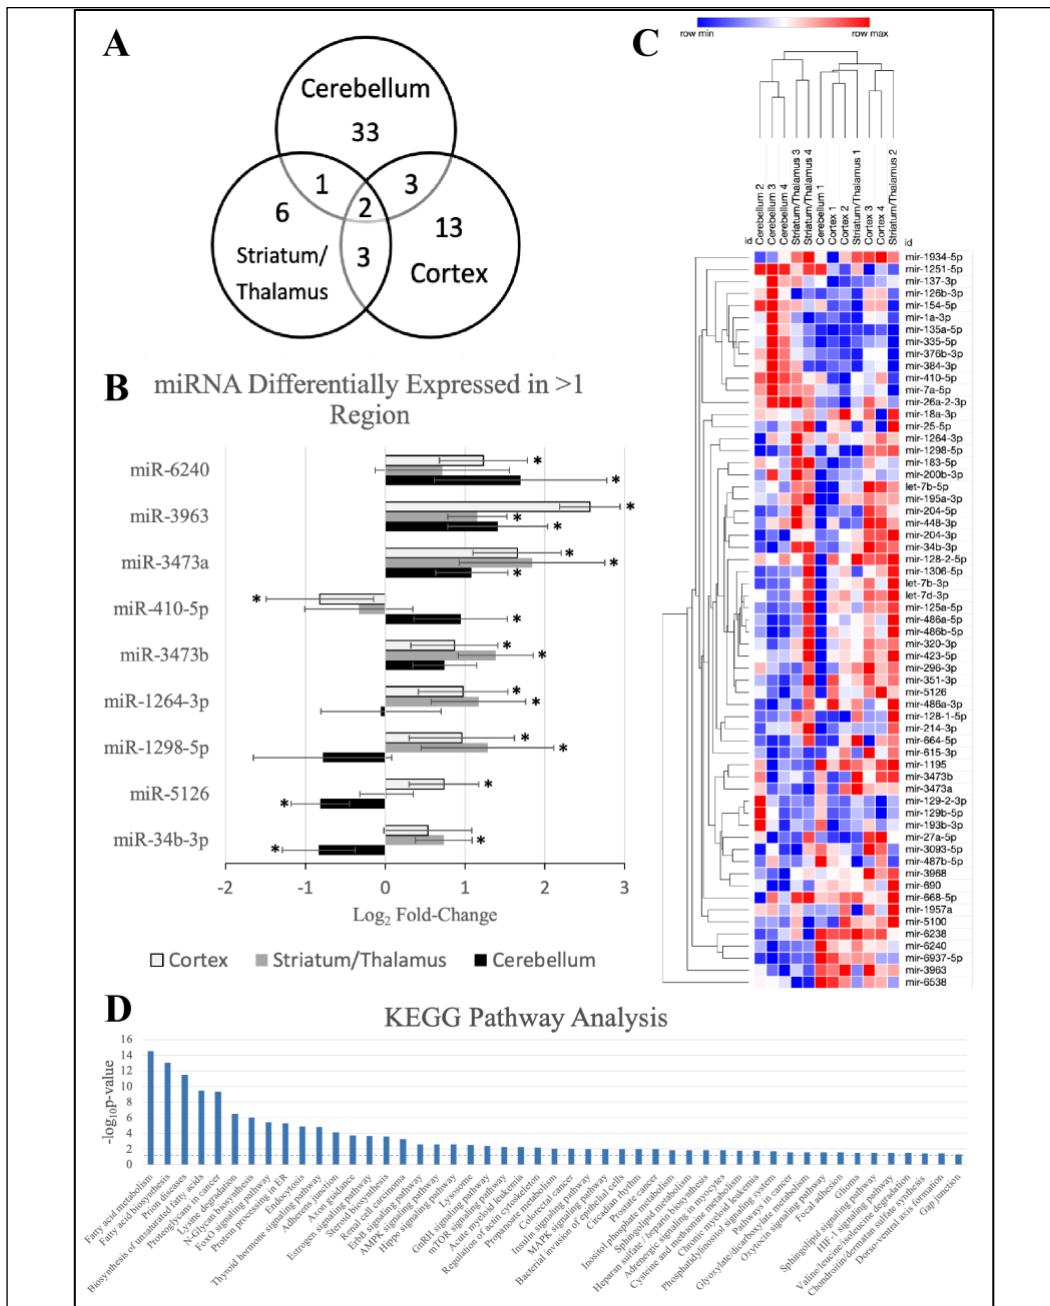 A
Cerebellum
33
1
3
2
6
13
3
Striatum/
Thalamus
Cortex
B
miRNA Differentially Expressed in >1
Region
miR-6240
*
*
miR-3963
*
*
*
miR-3473a
*
*
*
miR-410-5p
*
*
miR-3473b
*
*
miR-1264-3p
*
*
miR-1298-5p
*
*
miR-5126
*
*
miR-34b-3p
*
*
-2 -1 0 1 2 3
Log2 Fold-Change
Cortex Striatum/Thalamus Cerebellum
C
row min row max
id
Cerebellum 2
Cerebellum 3
Cerebellum 4
Striatum/Thalamus 3
Striatum/Thalamus 4
Cerebellum 1
Cortex 1
Cortex 2
Striatum/Thalamus 1
Cortex 3
Cortex 4
Striatum/Thalamus 2
id
mir-1934-5p
mir-1251-5p
mir-137-3p
mir-126b-3p
mir-154-5p
mir-1a-3p
mir-135a-5p
mir-335-5p
mir-376b-3p
mir-384-3p
mir-410-5p
mir-7a-5p
mir-26a-2-3p
mir-18a-3p
mir-25-5p
mir-1264-3p
mir-1298-5p
mir-183-5p
mir-200b-3p
let-7b-5p
mir-195a-3p
mir-204-5p
mir-448-3p
mir-204-3p
mir-34b-3p
mir-128-2-5p
mir-1306-5p
let-7b-3p
let-7d-3p
mir-125a-5p
mir-486a-5p
mir-486b-5p
mir-320-3p
mir-423-5p
mir-296-3p
mir-351-3p
mir-5126
mir-486a-3p
mir-128-1-5p
mir-214-3p
mir-664-5p
mir-615-3p
mir-1195
mir-3473b
mir-3473a
mir-129-2-3p
mir-129b-5p
mir-193b-3p
mir-27a-5p
mir-3093-5p
mir-487b-5p
mir-3968
mir-690
mir-668-5p
mir-1957a
mir-5100
mir-6238
mir-6240
mir-6937-5p
mir-3963
mir-6538
D
KEGG Pathway Analysis
-log10p-value
16
14
12
10
8
6
4
2
0
Fatty acid metabolism
Fatty acid biosynthesis
Prion diseases
Biosynthesis of unsaturated fatty acids
Proteoglycans in cancer
Lysine degradation
N-Glycan biosynthesis
FoxO signaling pathway
Protein processing in ER
Endocytosis
Thyroid hormone signaling pathway
Adherens junction
Axon guidance
Estrogen signaling pathway
Steroid biosynthesis
Renal cell carcinoma
ErbB signaling pathway
AMPK signaling pathway
Hippo signaling pathway
Lysosome
GnRH signaling pathway
mTOR signaling pathway
Acute myeloid leukemia
Regulation of actin cytoskeleton
Propanoate metabolism
Colorectal cancer
Insulin signaling pathway
MAPK signaling pathway
Bacterial invasion of epithelial cells
Circadian rhythm
Prostate cancer
Inositol phosphate metabolism
Sphingolipid metabolism
Heparan sulfate / heparin biosynthesis
Adrenergic signaling in myocytes
Cysteine and methionine metabolism
Chronic myeloid leukemia
Phosphatidylinositol signaling system
Pathways in cancer
Glyoxylate/dicarboxylate metabolism
Oxytocin signaling pathway
Focal adhesion
Glioma
Sphingolipid signaling pathway
HIF-1 signaling pathway
Valine/leucine/isoleucine degradation
Chondroitin/dermatan sulfate synthesis
Dorso-ventral axis formation
Gap junction